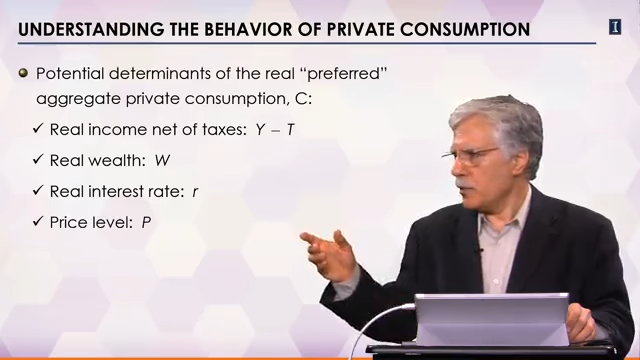 UNDERSTANDING THE BEHAVIOR OF PRIVATE CONSUMPTION
I
Potential determinants of the real “preferred”
aggregate private consumption, C:
✓ Real income net of taxes: Y – T
✓ Real wealth: W
✓ Real interest rate: r
✓ Price level: P